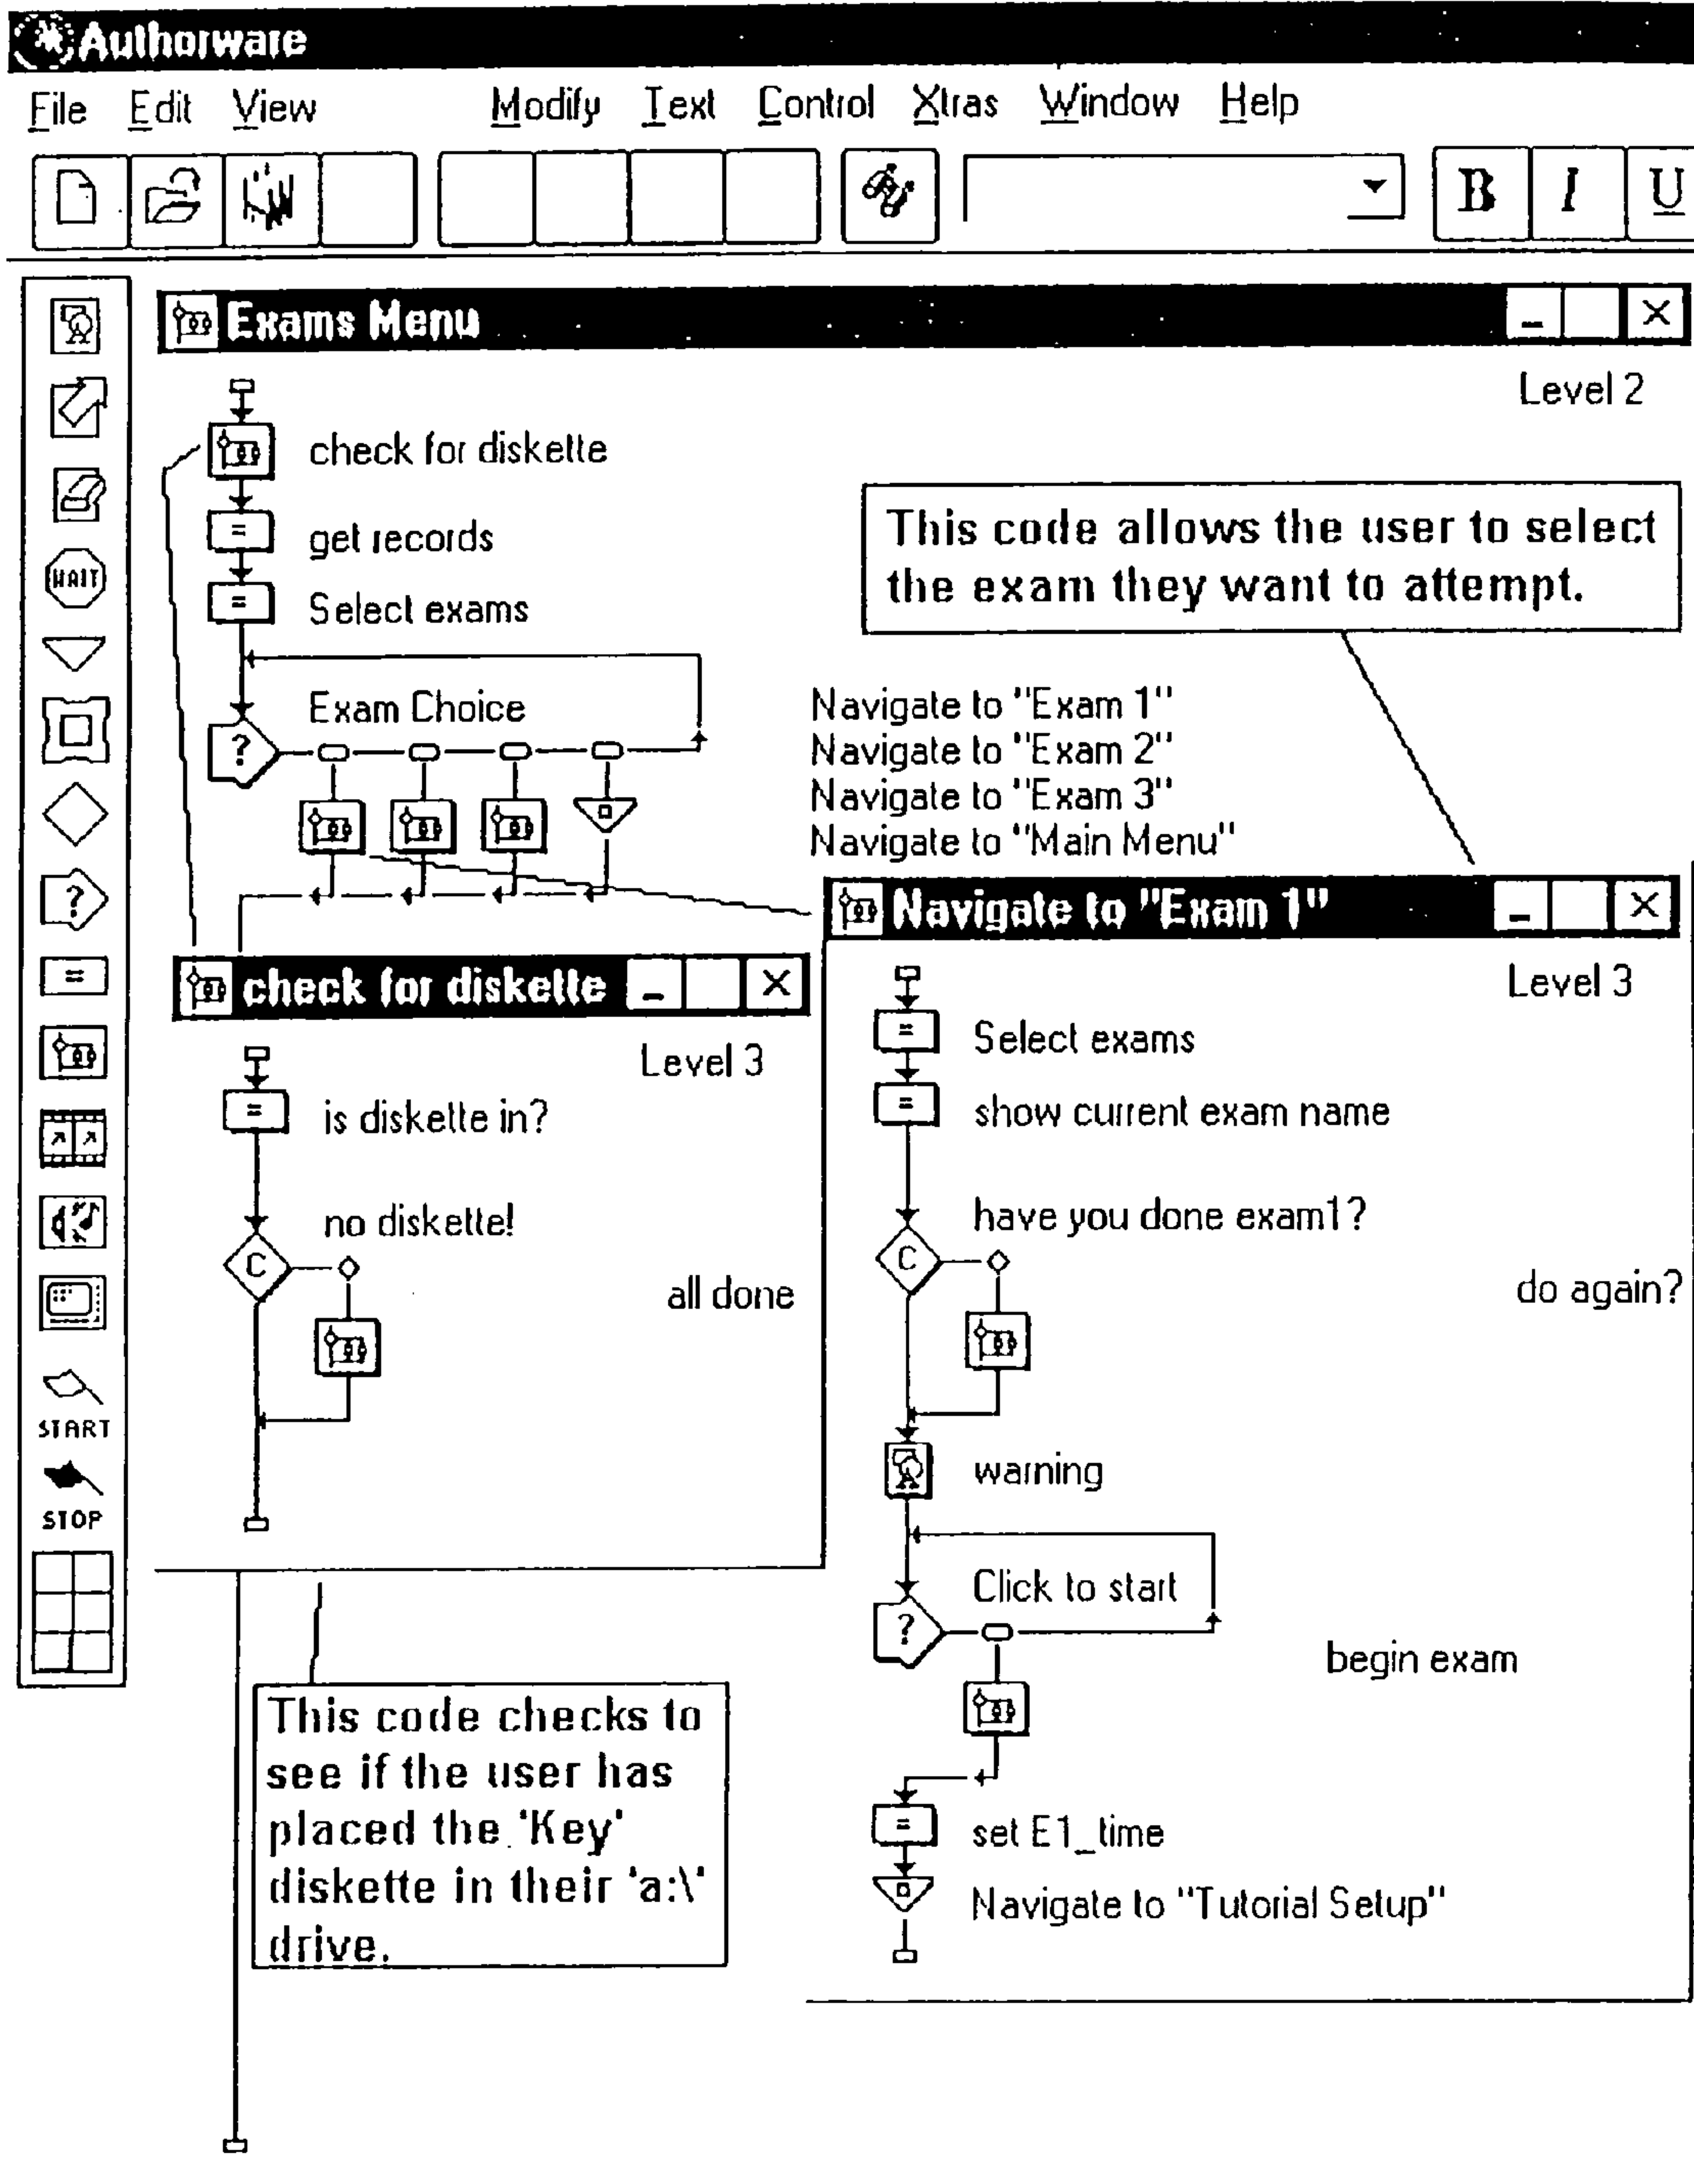 Authorware
File Edit View Modify Text Control Xtras Window Help
B I U
Exams Menu
Level 2
check for diskette
get records
Select exams
Exam Choice
?
This code allows the user to select
the exam they want to attempt.
Navigate to "Exam 1"
Navigate to "Exam 2"
Navigate to "Exam 3"
Navigate to "Main Menu"
WAIT
?
=
START
STOP
check for diskette
Level 3
is diskette in?
no diskette!
C
all done
This code checks to
see if the user has
placed the 'Key'
diskette in their 'a:\'
drive.
Navigate to "Exam 1"
Level 3
Select exams
show current exam name
have you done exam1?
C
do again?
warning
Click to start
?
begin exam
set E1_time
Navigate to "Tutorial Setup"